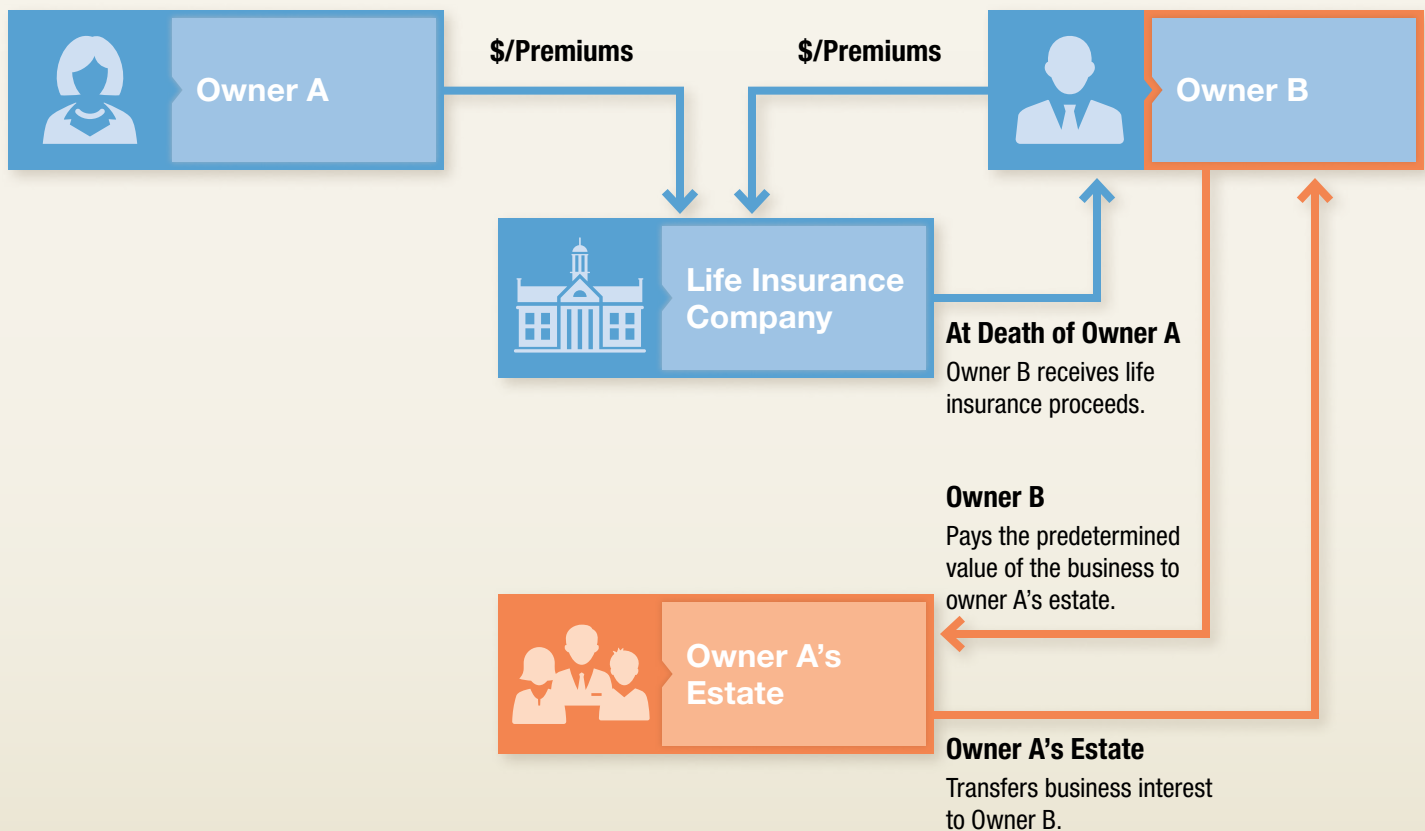 Owner A
$/Premiums
$/Premiums
Owner B
Life Insurance
Company
At Death of Owner A
Owner B receives life
insurance proceeds.
Owner B
Pays the predetermined
value of the business to
owner A's estate.
Owner A's
Estate
Owner A's Estate
Transfers business interest
to Owner B.